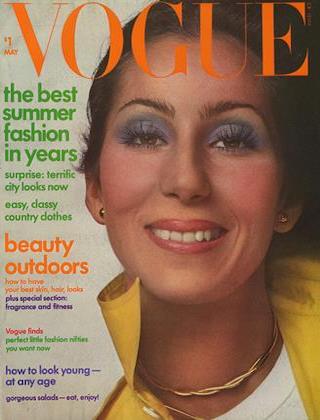 VOGUE
$1
MAY
the best
summer
fashion
in years
surprise: terrific
city looks now
easy, classy
country clothes
beauty
outdoors
how to have
your best skin, hair, looks
plus special section:
fragrance and fitness
Vogue finds
perfect little fashion nifties
you want now
how to look young—
at any age
gorgeous salads—eat, enjoy!